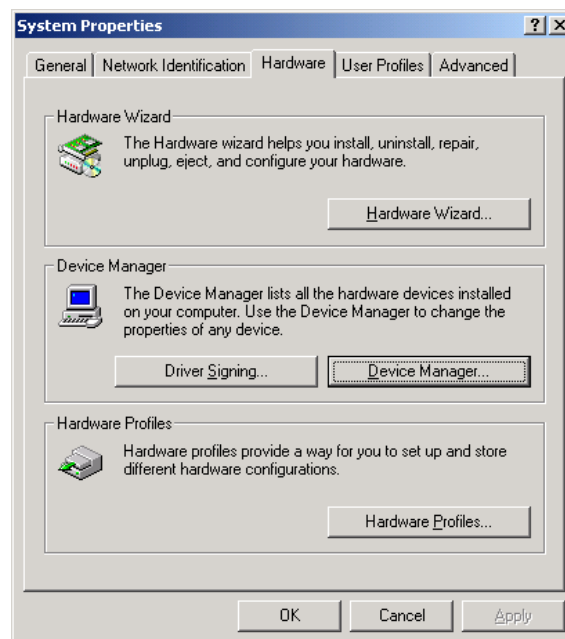 System Properties
General
Network Identification
Hardware
User Profiles
Advanced
Hardware Wizard
The Hardware wizard helps you install, uninstall, repair,
unplug, eject, and configure your hardware.
Hardware Wizard...
Device Manager
The Device Manager lists all the hardware devices installed
on your computer. Use the Device Manager to change the
properties of any device.
Driver Signing...
Device Manager...
Hardware Profiles
Hardware profiles provide a way for you to set up and store
different hardware configurations.
Hardware Profiles...
OK
Cancel
Apply